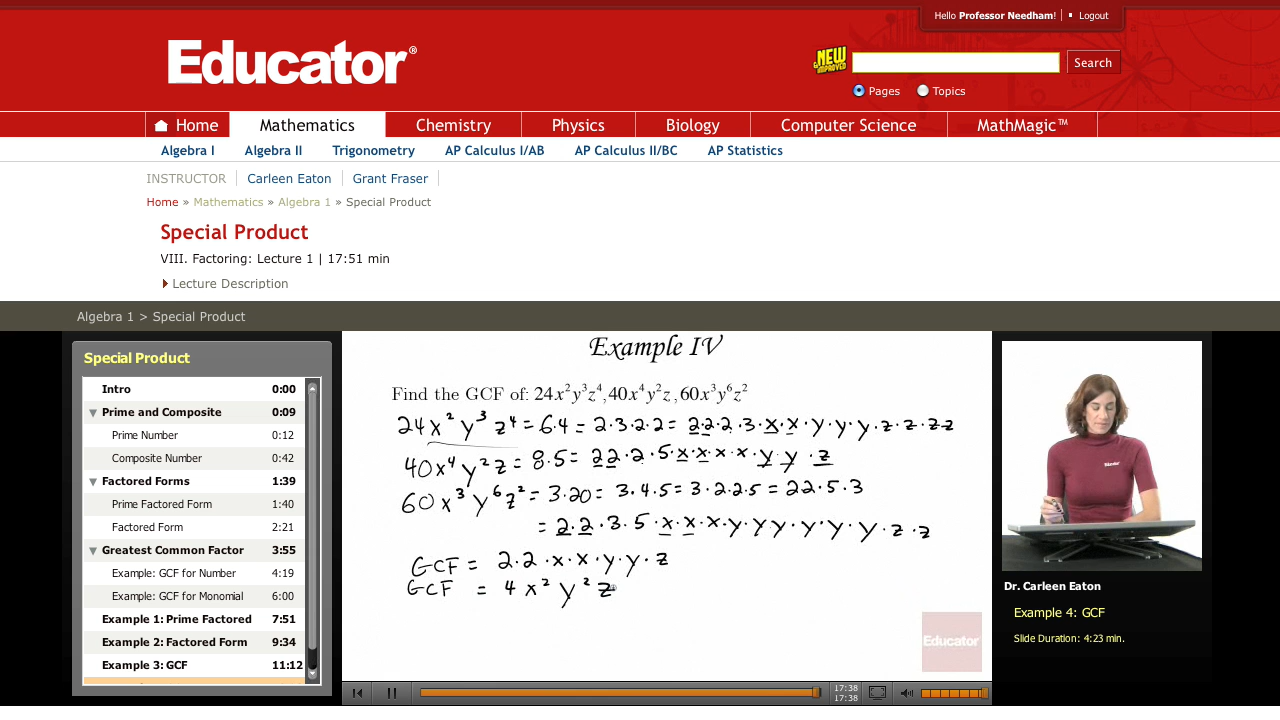 Hello Professor Needham! Logout
Educator®
NEW
& IMPROVED
Search
Pages Topics
Home Mathematics Chemistry Physics Biology Computer Science MathMagic™
Algebra I Algebra II Trigonometry AP Calculus I/AB AP Calculus II/BC AP Statistics
INSTRUCTOR Carleen Eaton Grant Fraser
Home » Mathematics » Algebra 1 » Special Product
Special Product
VIII. Factoring: Lecture 1 | 17:51 min
Lecture Description
Algebra 1 > Special Product
Special Product
Intro 0:00
Prime and Composite 0:09
Prime Number 0:12
Composite Number 0:42
Factored Forms 1:39
Prime Factored Form 1:40
Factored Form 2:21
Greatest Common Factor 3:55
Example: GCF for Number 4:19
Example: GCF for Monomial 6:00
Example 1: Prime Factored 7:51
Example 2: Factored Form 9:34
Example 3: GCF 11:12
Example IV
Find the GCF of: 24x²y³z⁴, 40x⁴y²z, 60x³y⁶z²
24x²y³z⁴ = 6·4 = 2·3·2·2 = 2·2·2·3·x·x·y·y·y·z·z·z·z
40x⁴y²z = 8·5 = 2·2·2·5·x·x·x·x·y·y·z
60x³y⁶z² = 3·20 = 3·4·5 = 3·2·2·5 = 2·2·5·3
= 2·2·3·5·x·x·x·y·y·y·y·y·y·z·z
GCF = 2·2·x·x·y·y·z
GCF = 4x²y²z
Educator
17:38
17:38
Dr. Carleen Eaton
Example 4: GCF
Slide Duration: 4:23 min.